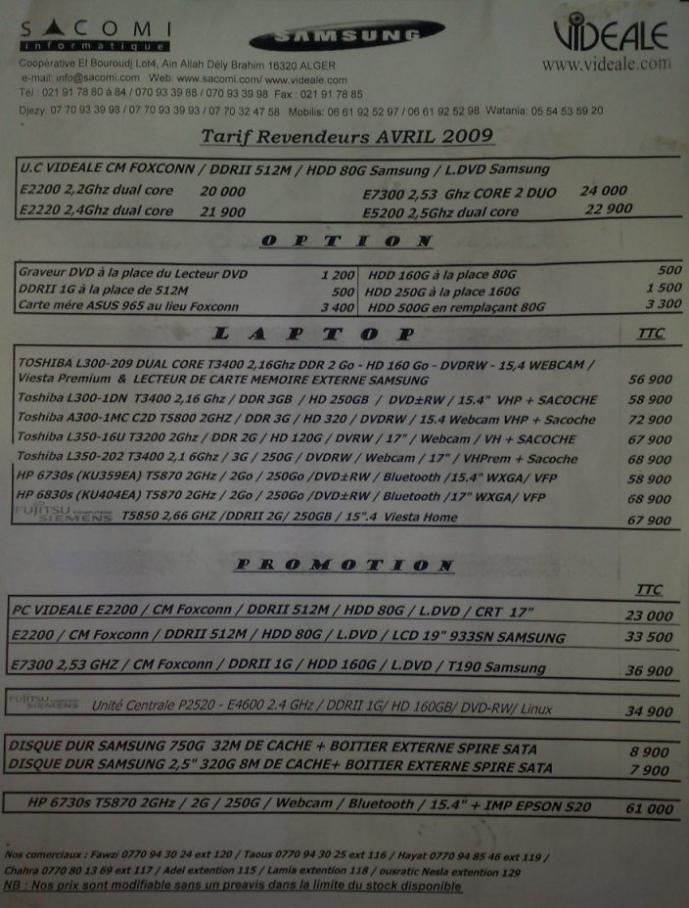 SACOMI
informatique
SAMSUNG
VIDEALE
www.videale.com
Coopérative El Bouroudj Lot4, Ain Allah Dély Brahim 16320 ALGER
e-mail: info@sacomi.com Web: www.sacomi.com/ www.videale.com
Tél : 021 91 78 80 à 84 / 070 93 39 88 / 070 93 39 98 Fax : 021 91 78 85
Djezy: 07 70 93 39 98 / 07 70 93 39 93 / 07 70 32 47 58 Mobilis: 06 61 92 52 97 / 06 61 92 52 98 Watania: 05 54 53 59 20
Tarif Revendeurs AVRIL 2009
U.C VIDEALE CM FOXCONN / DDRII 512M / HDD 80G Samsung / L.DVD Samsung
E2200 2,2Ghz dual core 20 000 E7300 2,53 Ghz CORE 2 DUO 24 000
E2220 2,4Ghz dual core 21 900 E5200 2,5Ghz dual core 22 900
OPTION
Graveur DVD à la place du Lecteur DVD 1 200 HDD 160G à la place 80G 500
DDRII 1G à la place de 512M 500 HDD 250G à la place 160G 1 500
Carte mére ASUS 965 au lieu Foxconn 3 400 HDD 500G en remplaçant 80G 3 300
LAPTOP TTC
TOSHIBA L300-209 DUAL CORE T3400 2,16Ghz DDR 2 Go - HD 160 Go - DVDRW - 15,4 WEBCAM /
Viesta Premium & LECTEUR DE CARTE MEMOIRE EXTERNE SAMSUNG 56 900
Toshiba L300-1DN T3400 2,16 Ghz / DDR 3GB / HD 250GB / DVD±RW / 15.4" VHP + SACOCHE 58 900
Toshiba A300-1MC C2D T5800 2GHZ / DDR 3G / HD 320 / DVDRW / 15.4 Webcam VHP + Sacoche 72 900
Toshiba L350-16U T3200 2Ghz / DDR 2G / HD 120G / DVRW / 17" / Webcam / VH + SACOCHE 67 900
Toshiba L350-202 T3400 2,1 6Ghz / 3G / 250G / DVDRW / Webcam / 17" / VHPrem + Sacoche 68 900
HP 6730s (KU359EA) T5870 2GHz / 2Go / 250Go /DVD±RW / Bluetooth /15.4" WXGA/ VFP 58 900
HP 6830s (KU404EA) T5870 2GHz / 2Go / 250Go /DVD±RW / Bluetooth /17" WXGA/ VFP 68 900
FUJITSU SIEMENS T5850 2,66 GHZ /DDRII 2G/ 250GB / 15".4 Viesta Home 67 900
PROMOTION
TTC
PC VIDEALE E2200 / CM Foxconn / DDRII 512M / HDD 80G / L.DVD / CRT 17" 23 000
E2200 / CM Foxconn / DDRII 512M / HDD 80G / L.DVD / LCD 19" 933SN SAMSUNG 33 500
E7300 2,53 GHZ / CM Foxconn / DDRII 1G / HDD 160G / L.DVD / T190 Samsung 36 900
FUJITSU SIEMENS Unité Centrale P2520 - E4600 2.4 GHz / DDRII 1G/ HD 160GB/ DVD-RW/ Linux 34 900
DISQUE DUR SAMSUNG 750G 32M DE CACHE + BOITIER EXTERNE SPIRE SATA 8 900
DISQUE DUR SAMSUNG 2,5" 320G 8M DE CACHE+ BOITIER EXTERNE SPIRE SATA 7 900
HP 6730s T5870 2GHz / 2G / 250G / Webcam / Bluetooth / 15.4" + IMP EPSON S20 61 000
Nos comerciaux : Fawzi 0770 94 30 24 ext 120 / Taous 0770 94 30 25 ext 116 / Hayat 0770 94 85 46 ext 119 /
Chahra 0770 80 13 69 ext 117 / Adel extention 115 / Lamia extention 118 / ousratic Nesla extention 129
NB : Nos prix sont modifiable sans un preavis dans la limite du stock disponible